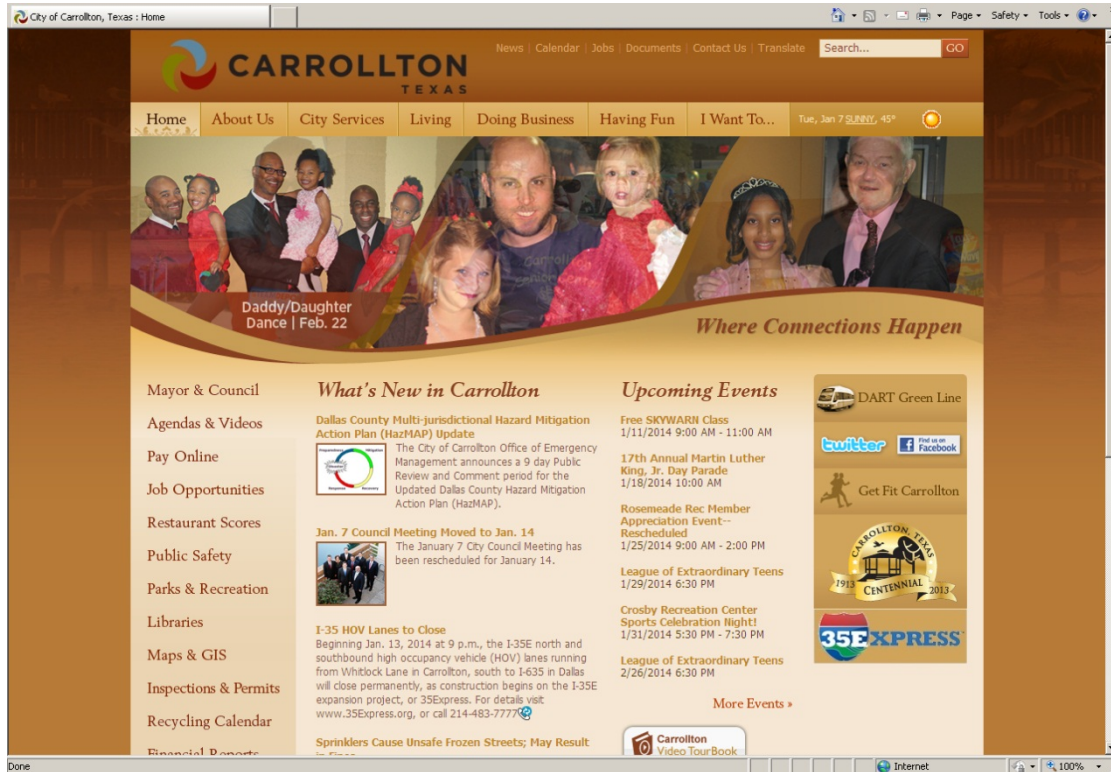 City of Carrollton, Texas : Home
Page
Safety
Tools
CARROLLTON
TEXAS
News | Calendar | Jobs | Documents | Contact Us | Translate
Search...
GO
Home
About Us
City Services
Living
Doing Business
Having Fun
I Want To...
Tue, Jan 7 SUNNY, 45°
Daddy/Daughter
Dance | Feb. 22
Where Connections Happen
Mayor & Council
Agendas & Videos
Pay Online
Job Opportunities
Restaurant Scores
Public Safety
Parks & Recreation
Libraries
Maps & GIS
Inspections & Permits
Recycling Calendar
Financial Reports
What's New in Carrollton
Dallas County Multi-jurisdictional Hazard Mitigation
Action Plan (HazMAP) Update
The City of Carrollton Office of Emergency
Management announces a 9 day Public
Review and Comment period for the
Updated Dallas County Hazard Mitigation
Action Plan (HazMAP).
Jan. 7 Council Meeting Moved to Jan. 14
The January 7 City Council Meeting has
been rescheduled for January 14.
I-35 HOV Lanes to Close
Beginning Jan. 13, 2014 at 9 p.m., the I-35E north and
southbound high occupancy vehicle (HOV) lanes running
from Whitlock Lane in Carrollton, south to I-635 in Dallas
will close permanently, as construction begins on the I-35E
expansion project, or 35Express. For details visit
www.35Express.org, or call 214-483-7777
Sprinklers Cause Unsafe Frozen Streets; May Result
in Fines
Upcoming Events
Free SKYWARN Class
1/11/2014 9:00 AM - 11:00 AM
17th Annual Martin Luther
King, Jr. Day Parade
1/18/2014 10:00 AM
Rosemeade Rec Member
Appreciation Event--
Rescheduled
1/25/2014 9:00 AM - 2:00 PM
League of Extraordinary Teens
1/29/2014 6:30 PM
Crosby Recreation Center
Sports Celebration Night!
1/31/2014 5:30 PM - 7:30 PM
League of Extraordinary Teens
2/26/2014 6:30 PM
More Events »
Carrollton
Video TourBook
DART Green Line
twitter
Find us on
Facebook
Get Fit Carrollton
CARROLLTON, TEXAS
1913 CENTENNIAL 2013
35EXPRESS
Done
Internet
100%